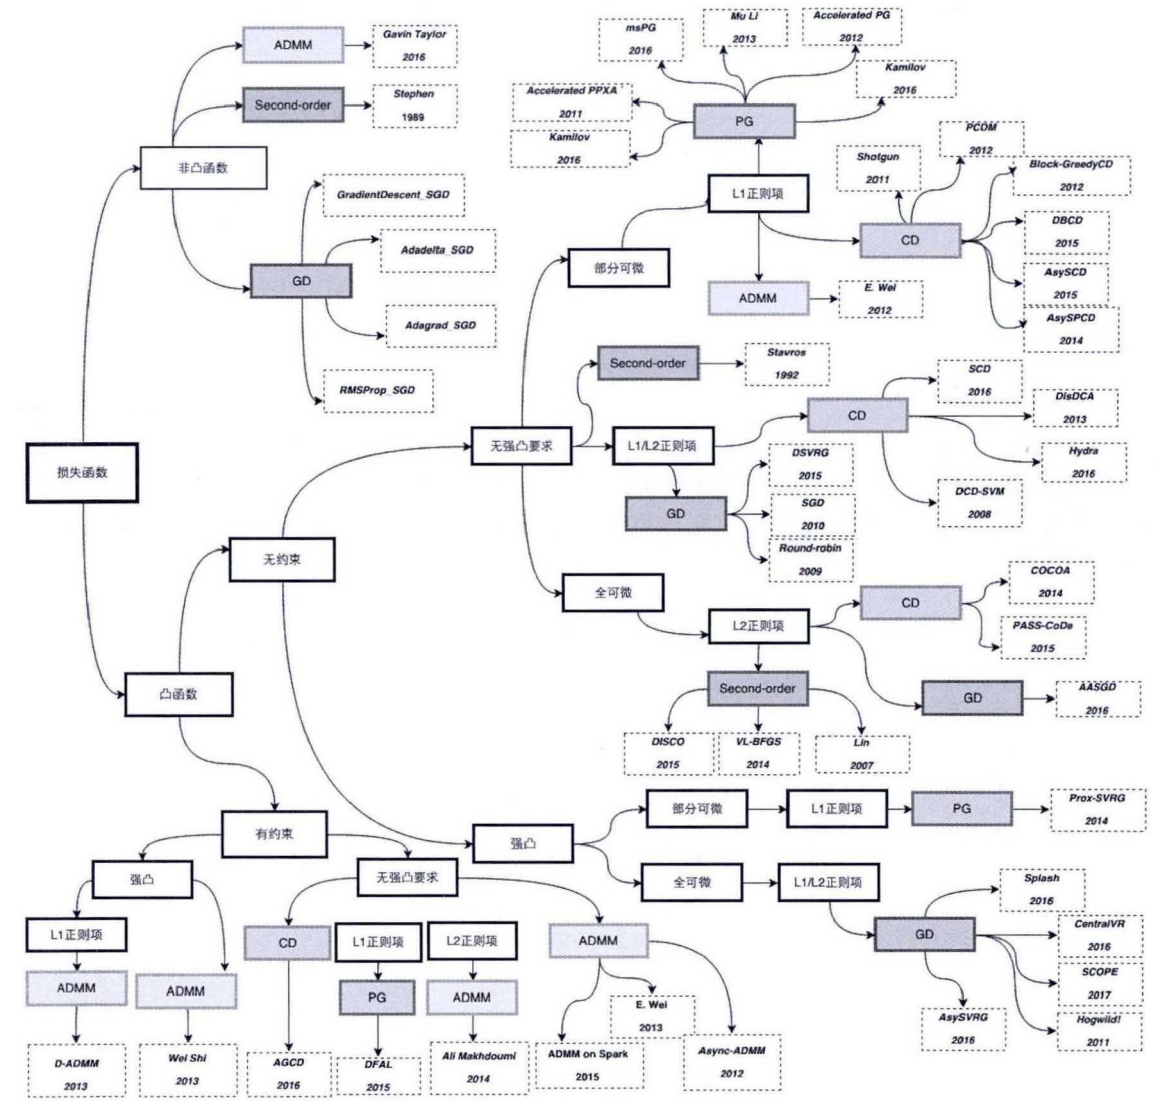 ADMM
Gavin Taylor
2016
Second-order
Stephen
1989
非凸函数
GradientDescent_SGD
Adadelta_SGD
GD
Adagrad_SGD
RMSProp_SGD
损失函数
msPG
2016
Mu Li
2013
Accelerated PG
2012
Kamilov
2016
Accelerated PPXA
2011
Kamilov
2016
PG
L1正则项
部分可微
Shotgun
2011
PCDM
2012
Block-GreedyCD
2012
CD
DBCD
2015
AsySCD
2015
AsySPCD
2014
ADMM
E. Wei
2012
Second-order
Stavros
1992
无强凸要求
L1/L2正则项
CD
SCD
2016
DisDCA
2013
Hydra
2016
DCD-SVM
2008
GD
DSVRG
2015
SGD
2010
Round-robin
2009
无约束
全可微
L2正则项
CD
COCOA
2014
PASS-CoDe
2015
Second-order
GD
AASGD
2016
DISCO
2015
VL-BFGS
2014
Lin
2007
凸函数
有约束
强凸
部分可微
L1正则项
PG
Prox-SVRG
2014
全可微
L1/L2正则项
GD
Splash
2016
CentralVR
2016
SCOPE
2017
Hogwild!
2011
AsySVRG
2016
强凸
无强凸要求
L1正则项
ADMM
D-ADMM
2013
ADMM
Wei Shi
2013
CD
AGCD
2016
L1正则项
PG
DFAL
2015
L2正则项
ADMM
Ali Makhdoumi
2014
ADMM
E. Wei
2013
ADMM on Spark
2015
Async-ADMM
2012